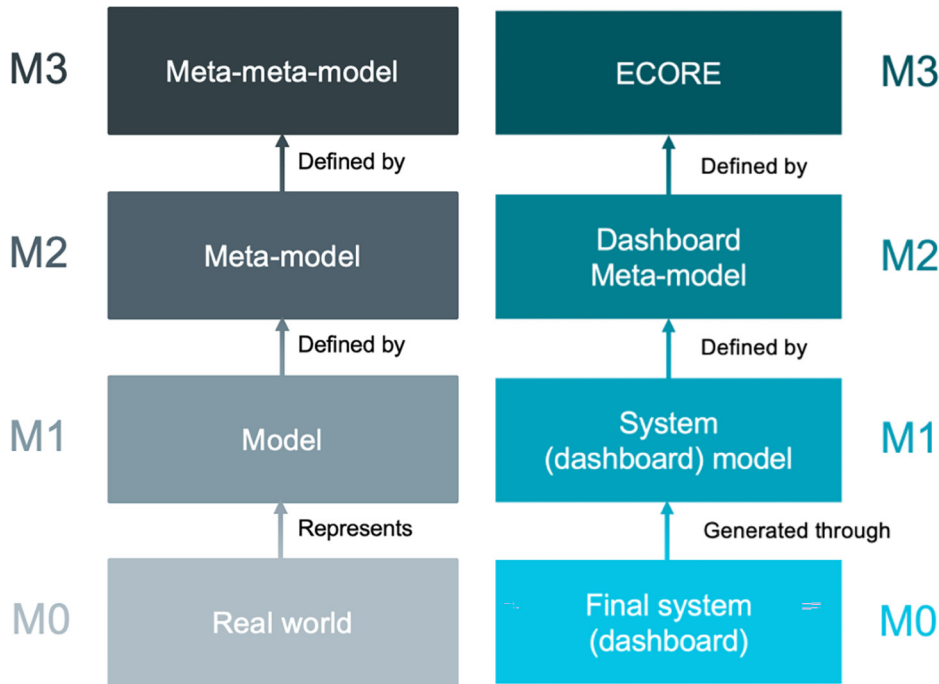 M3
Meta-meta-model
ECORE
M3
Defined by
Defined by
M2
Meta-model
Dashboard
Meta-model
M2
Defined by
Defined by
M1
Model
System
(dashboard) model
M1
Represents
Generated through
M0
Real world
Final system
(dashboard)
M0